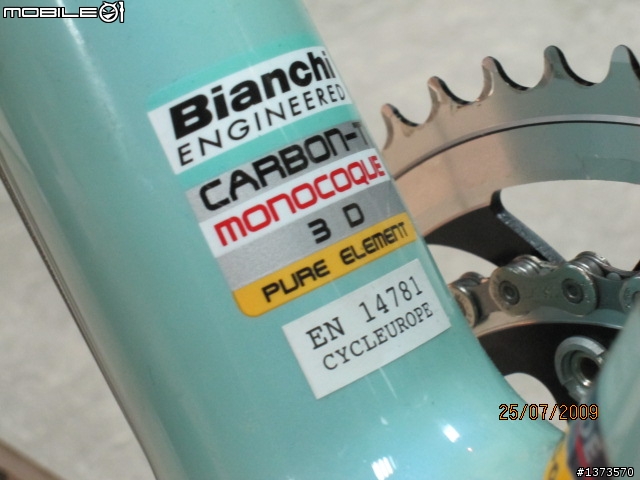 MOBILE01
Bianchi
ENGINEERED
CARBON-T
MONOCOQUE
3 D
PURE ELEMENT
EN 14781
CYCLEUROPE
25/07/2009
#1373570